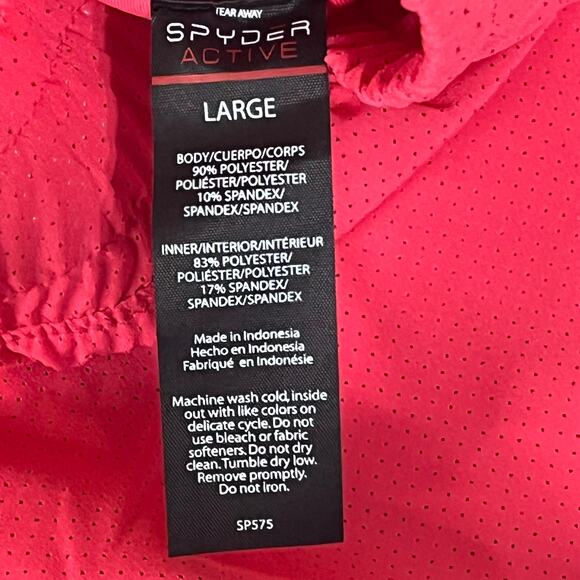 TEAR AWAY
SPYDER
ACTIVE
LARGE
BODY/CUERPO/CORPS
90% POLYESTER/
POLIÉSTER/POLYESTER
10% SPANDEX/
SPANDEX/SPANDEX
INNER/INTERIOR/INTÉRIEUR
83% POLYESTER/
POLIÉSTER/POLYESTER
17% SPANDEX/
SPANDEX/SPANDEX
Made in Indonesia
Hecho en Indonesia
Fabriqué en Indonésie
Machine wash cold, inside
out with like colors on
delicate cycle. Do not
use bleach or fabric
softeners. Do not dry
clean. Tumble dry low.
Remove promptly.
Do not iron.
SP575